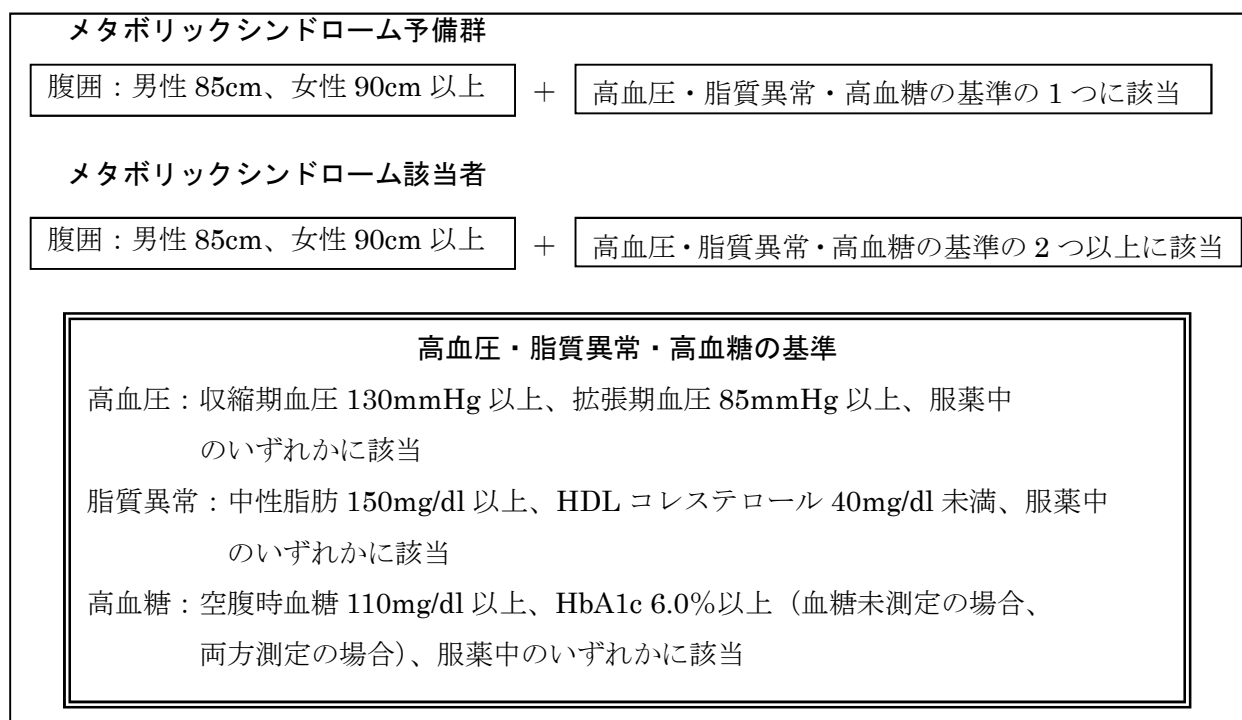 メタボリックシンドローム予備群
腹囲：男性 85cm、女性 90cm 以上 ＋ 高血圧・脂質異常・高血糖の基準の 1 つに該当
メタボリックシンドローム該当者
腹囲：男性 85cm、女性 90cm 以上 ＋ 高血圧・脂質異常・高血糖の基準の 2 つ以上に該当
高血圧・脂質異常・高血糖の基準
高血圧：収縮期血圧 130mmHg 以上、拡張期血圧 85mmHg 以上、服薬中
のいずれかに該当
脂質異常：中性脂肪 150mg/dl 以上、HDL コレステロール 40mg/dl 未満、服薬中
のいずれかに該当
高血糖：空腹時血糖 110mg/dl 以上、HbA1c 6.0%以上（血糖未測定の場合、
両方測定の場合）、服薬中のいずれかに該当